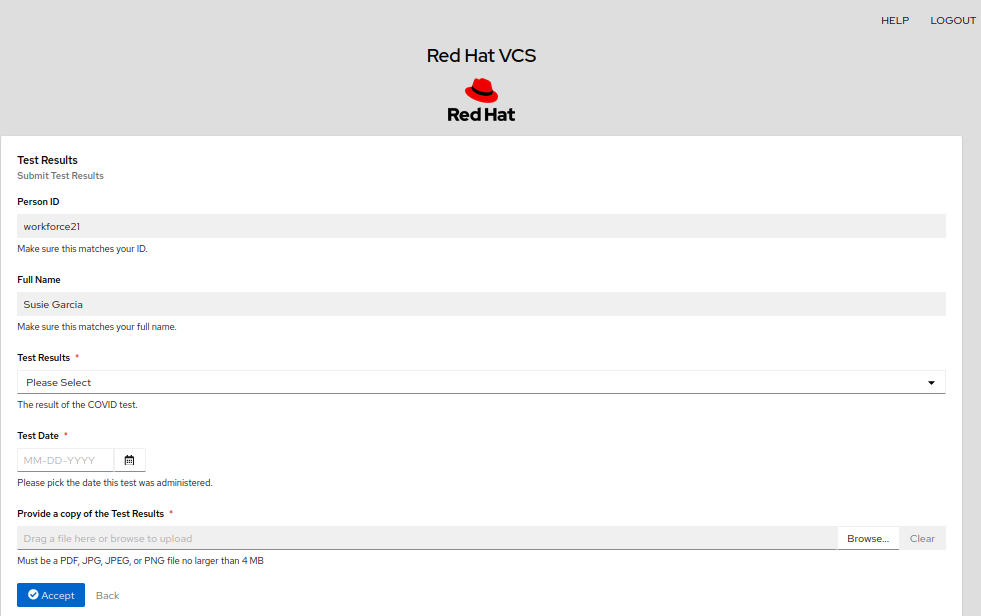 HELP LOGOUT
Red Hat VCS
Red Hat
Test Results
Submit Test Results
Person ID
workforce21
Make sure this matches your ID.
Full Name
Susie Garcia
Make sure this matches your full name.
Test Results *
Please Select
The result of the COVID test.
Test Date *
MM-DD-YYYY
Please pick the date this test was administered.
Provide a copy of the Test Results *
Drag a file here or browse to upload Browse... Clear
Must be a PDF, JPG, JPEG, or PNG file no larger than 4 MB
Accept Back